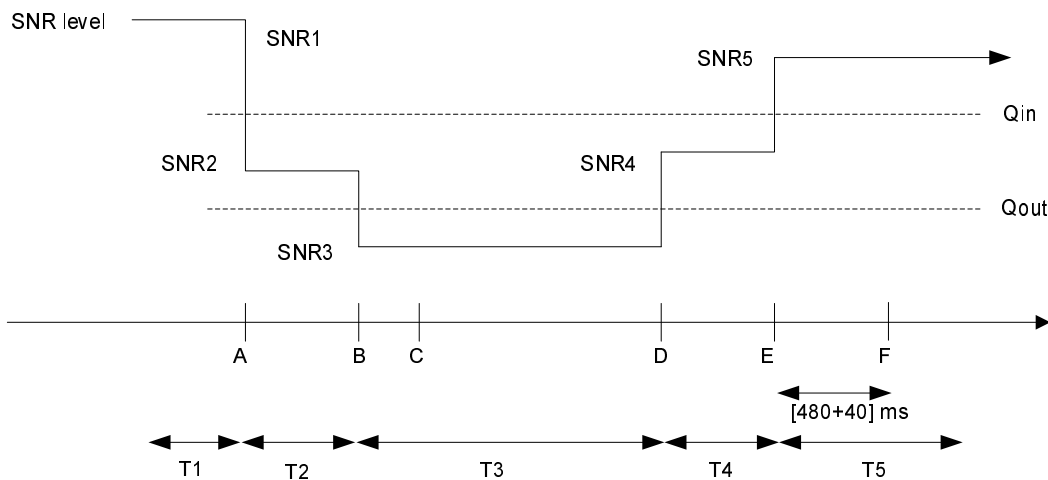 SNR level
SNR1
SNR5
Qin
SNR2
SNR4
Qout
SNR3
A B C D E F
[480+40] ms
T1 T2 T3 T4 T5